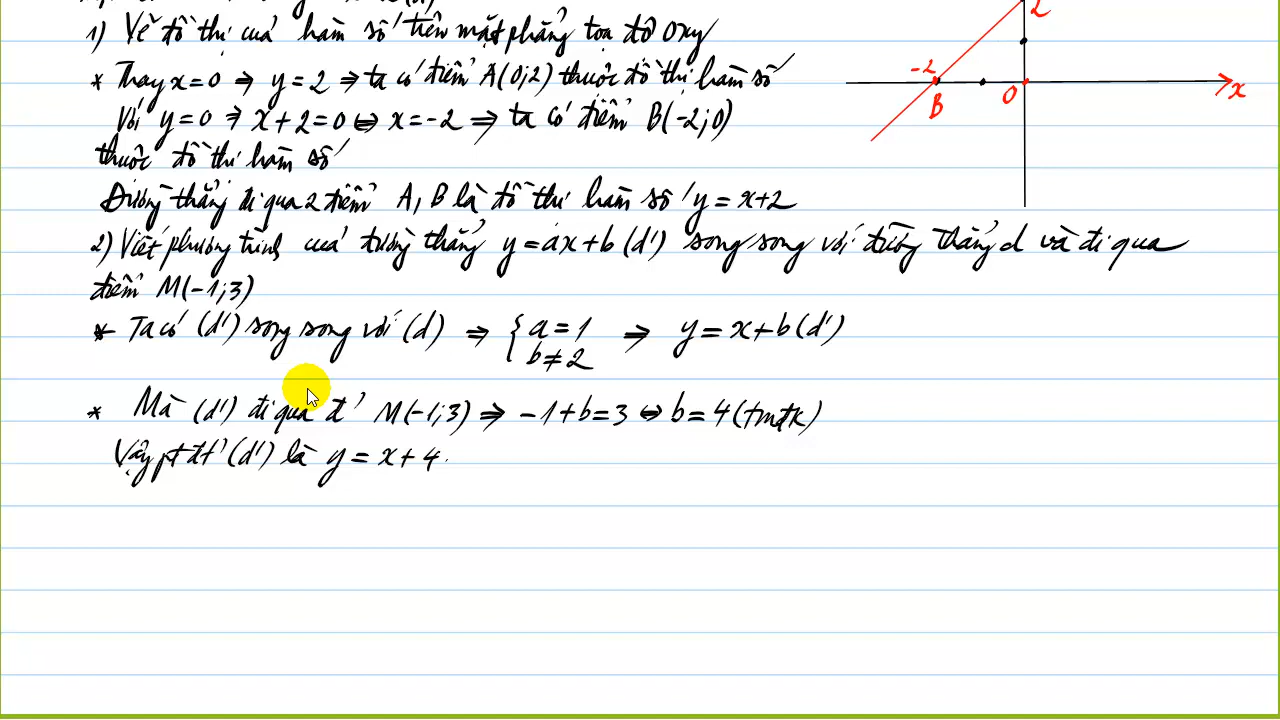 1) Vẽ đồ thị của hàm số trên mặt phẳng tọa độ Oxy
* Thay x=0 ⇒ y=2 ⇒ ta có điểm A(0;2) thuộc đồ thị hàm số
Với y=0 ⇒ x+2=0 ⇔ x=-2 ⇒ ta có điểm B(-2;0)
thuộc đồ thị hàm số
Đường thẳng đi qua 2 điểm A, B là đồ thị hàm số y=x+2
2) Viết phương trình của đường thẳng y=ax+b (d') song song với đường thẳng d và đi qua
điểm M(-1;3)
* Ta có (d') song song với (d) ⇒ { a=1 ⇒ y=x+b (d')
b≠2
* Mà (d') đi qua đ' M(-1;3) ⇒ -1+b=3 ⇔ b=4 (tmđk)
Vậy pt đt' (d') là y=x+4.
2
-2
B
O
x